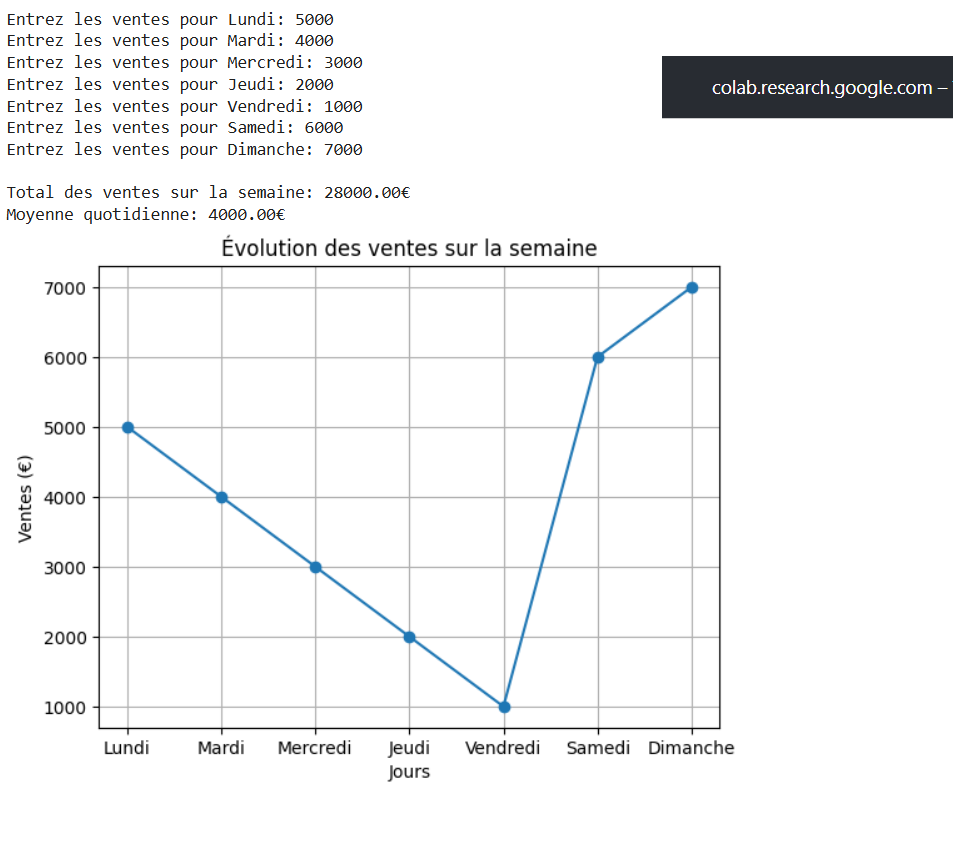 Entrez les ventes pour Lundi: 5000
Entrez les ventes pour Mardi: 4000
Entrez les ventes pour Mercredi: 3000
Entrez les ventes pour Jeudi: 2000
Entrez les ventes pour Vendredi: 1000
Entrez les ventes pour Samedi: 6000
Entrez les ventes pour Dimanche: 7000
colab.research.google.com –
Total des ventes sur la semaine: 28000.00€
Moyenne quotidienne: 4000.00€
Évolution des ventes sur la semaine
Ventes (€)
7000
6000
5000
4000
3000
2000
1000
Lundi Mardi Mercredi Jeudi Vendredi Samedi Dimanche
Jours